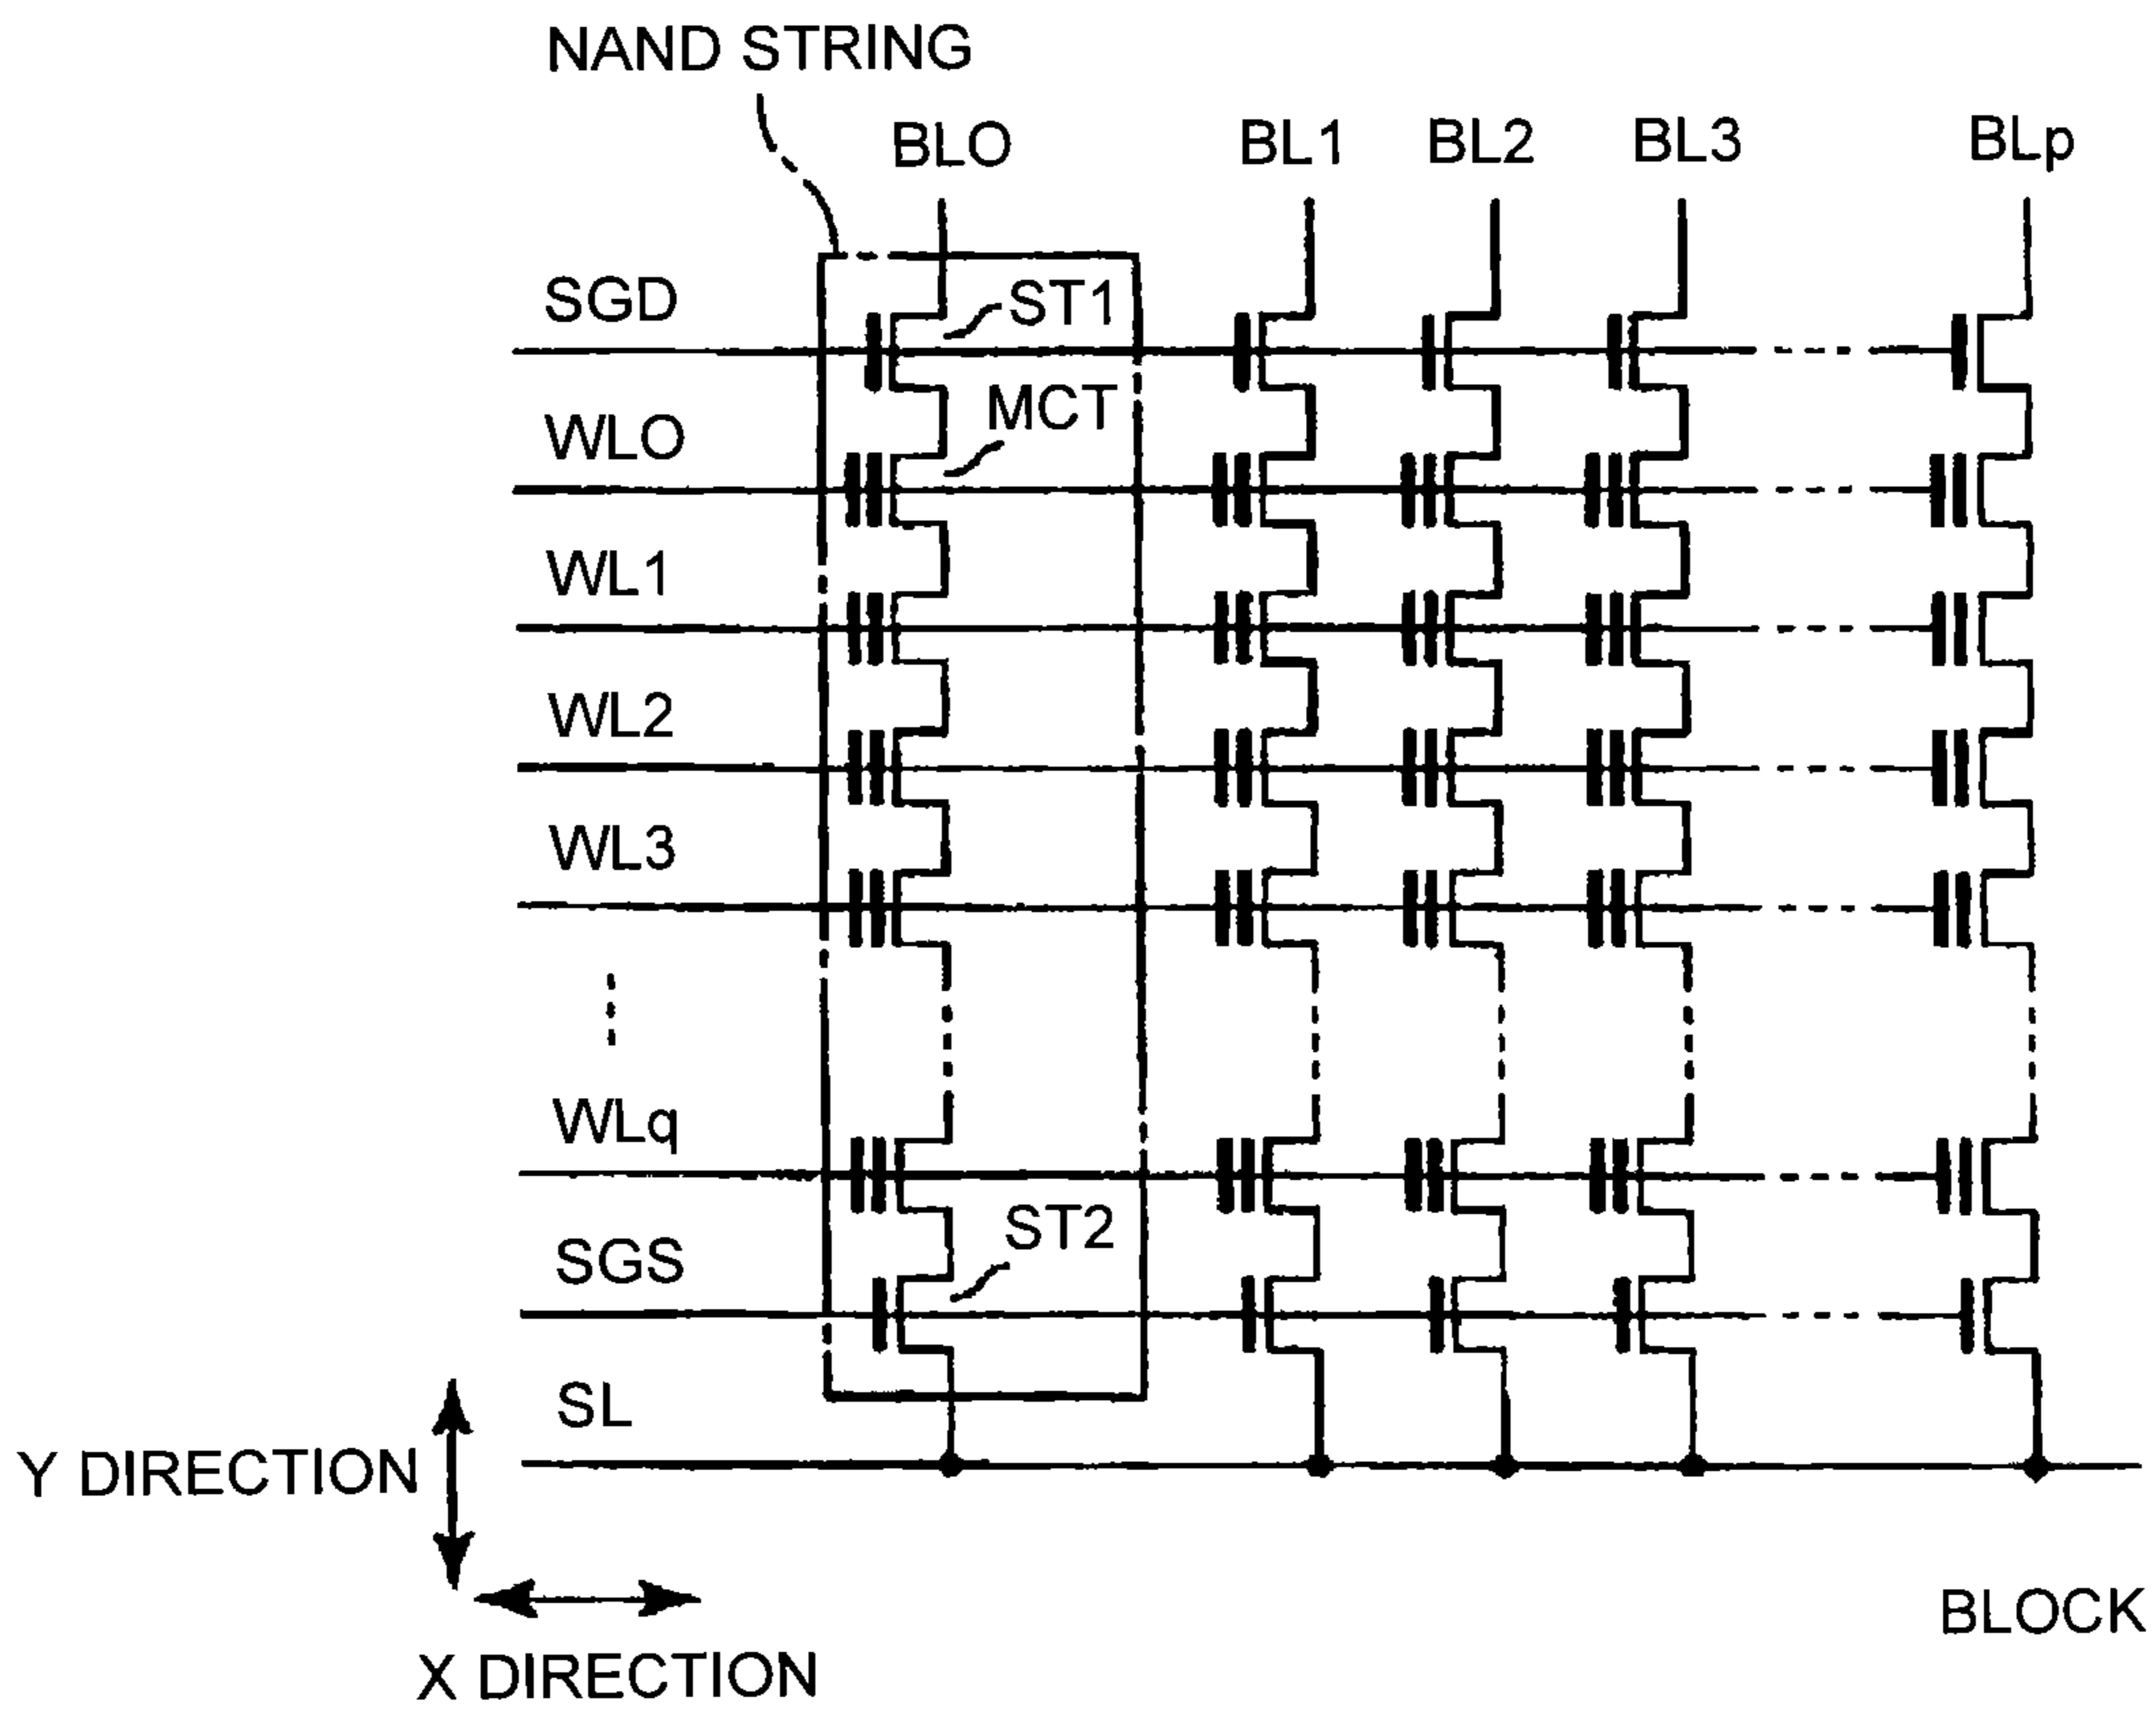 NAND STRING
BLO
BL1
BL2
BL3
BLp
SGD
ST1
MCT
WLO
WL1
WL2
WL3
WLq
ST2
SGS
SL
Y DIRECTION
X DIRECTION
BLOCK